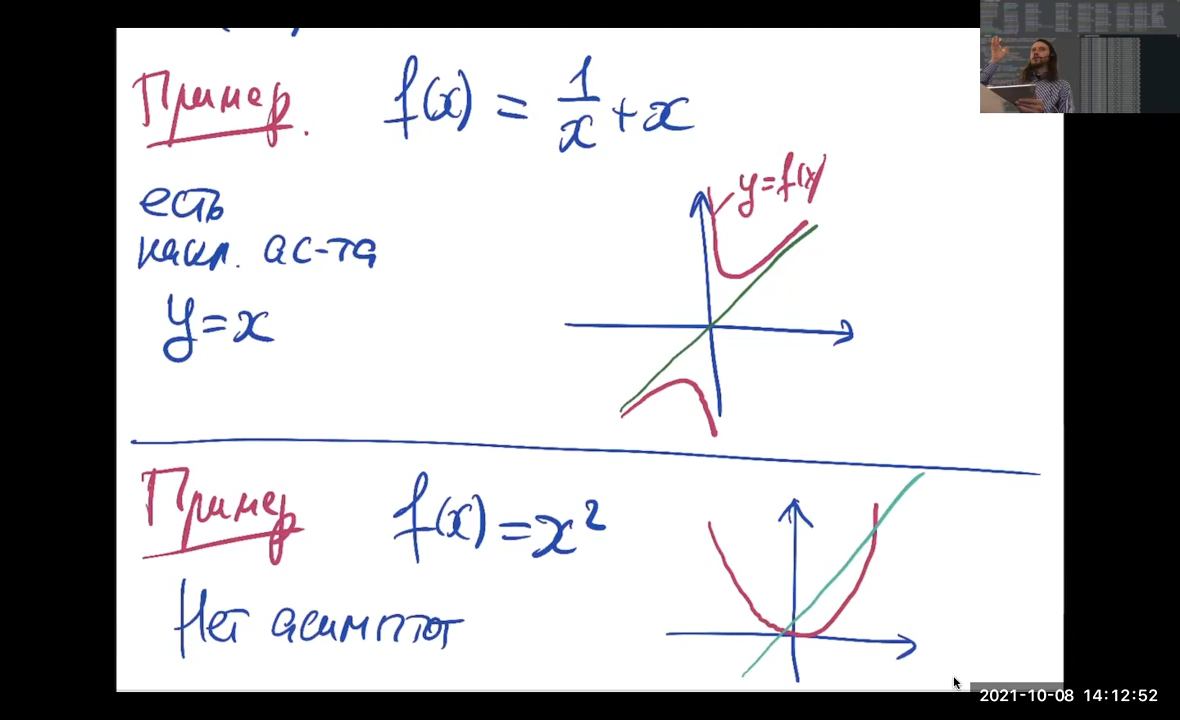 Пример. f(x) = 1/x + x
y=f(x)
есть
накл. ас-та
y=x
Пример f(x) = x²
Нет асимптот
2021-10-08 14:12:52